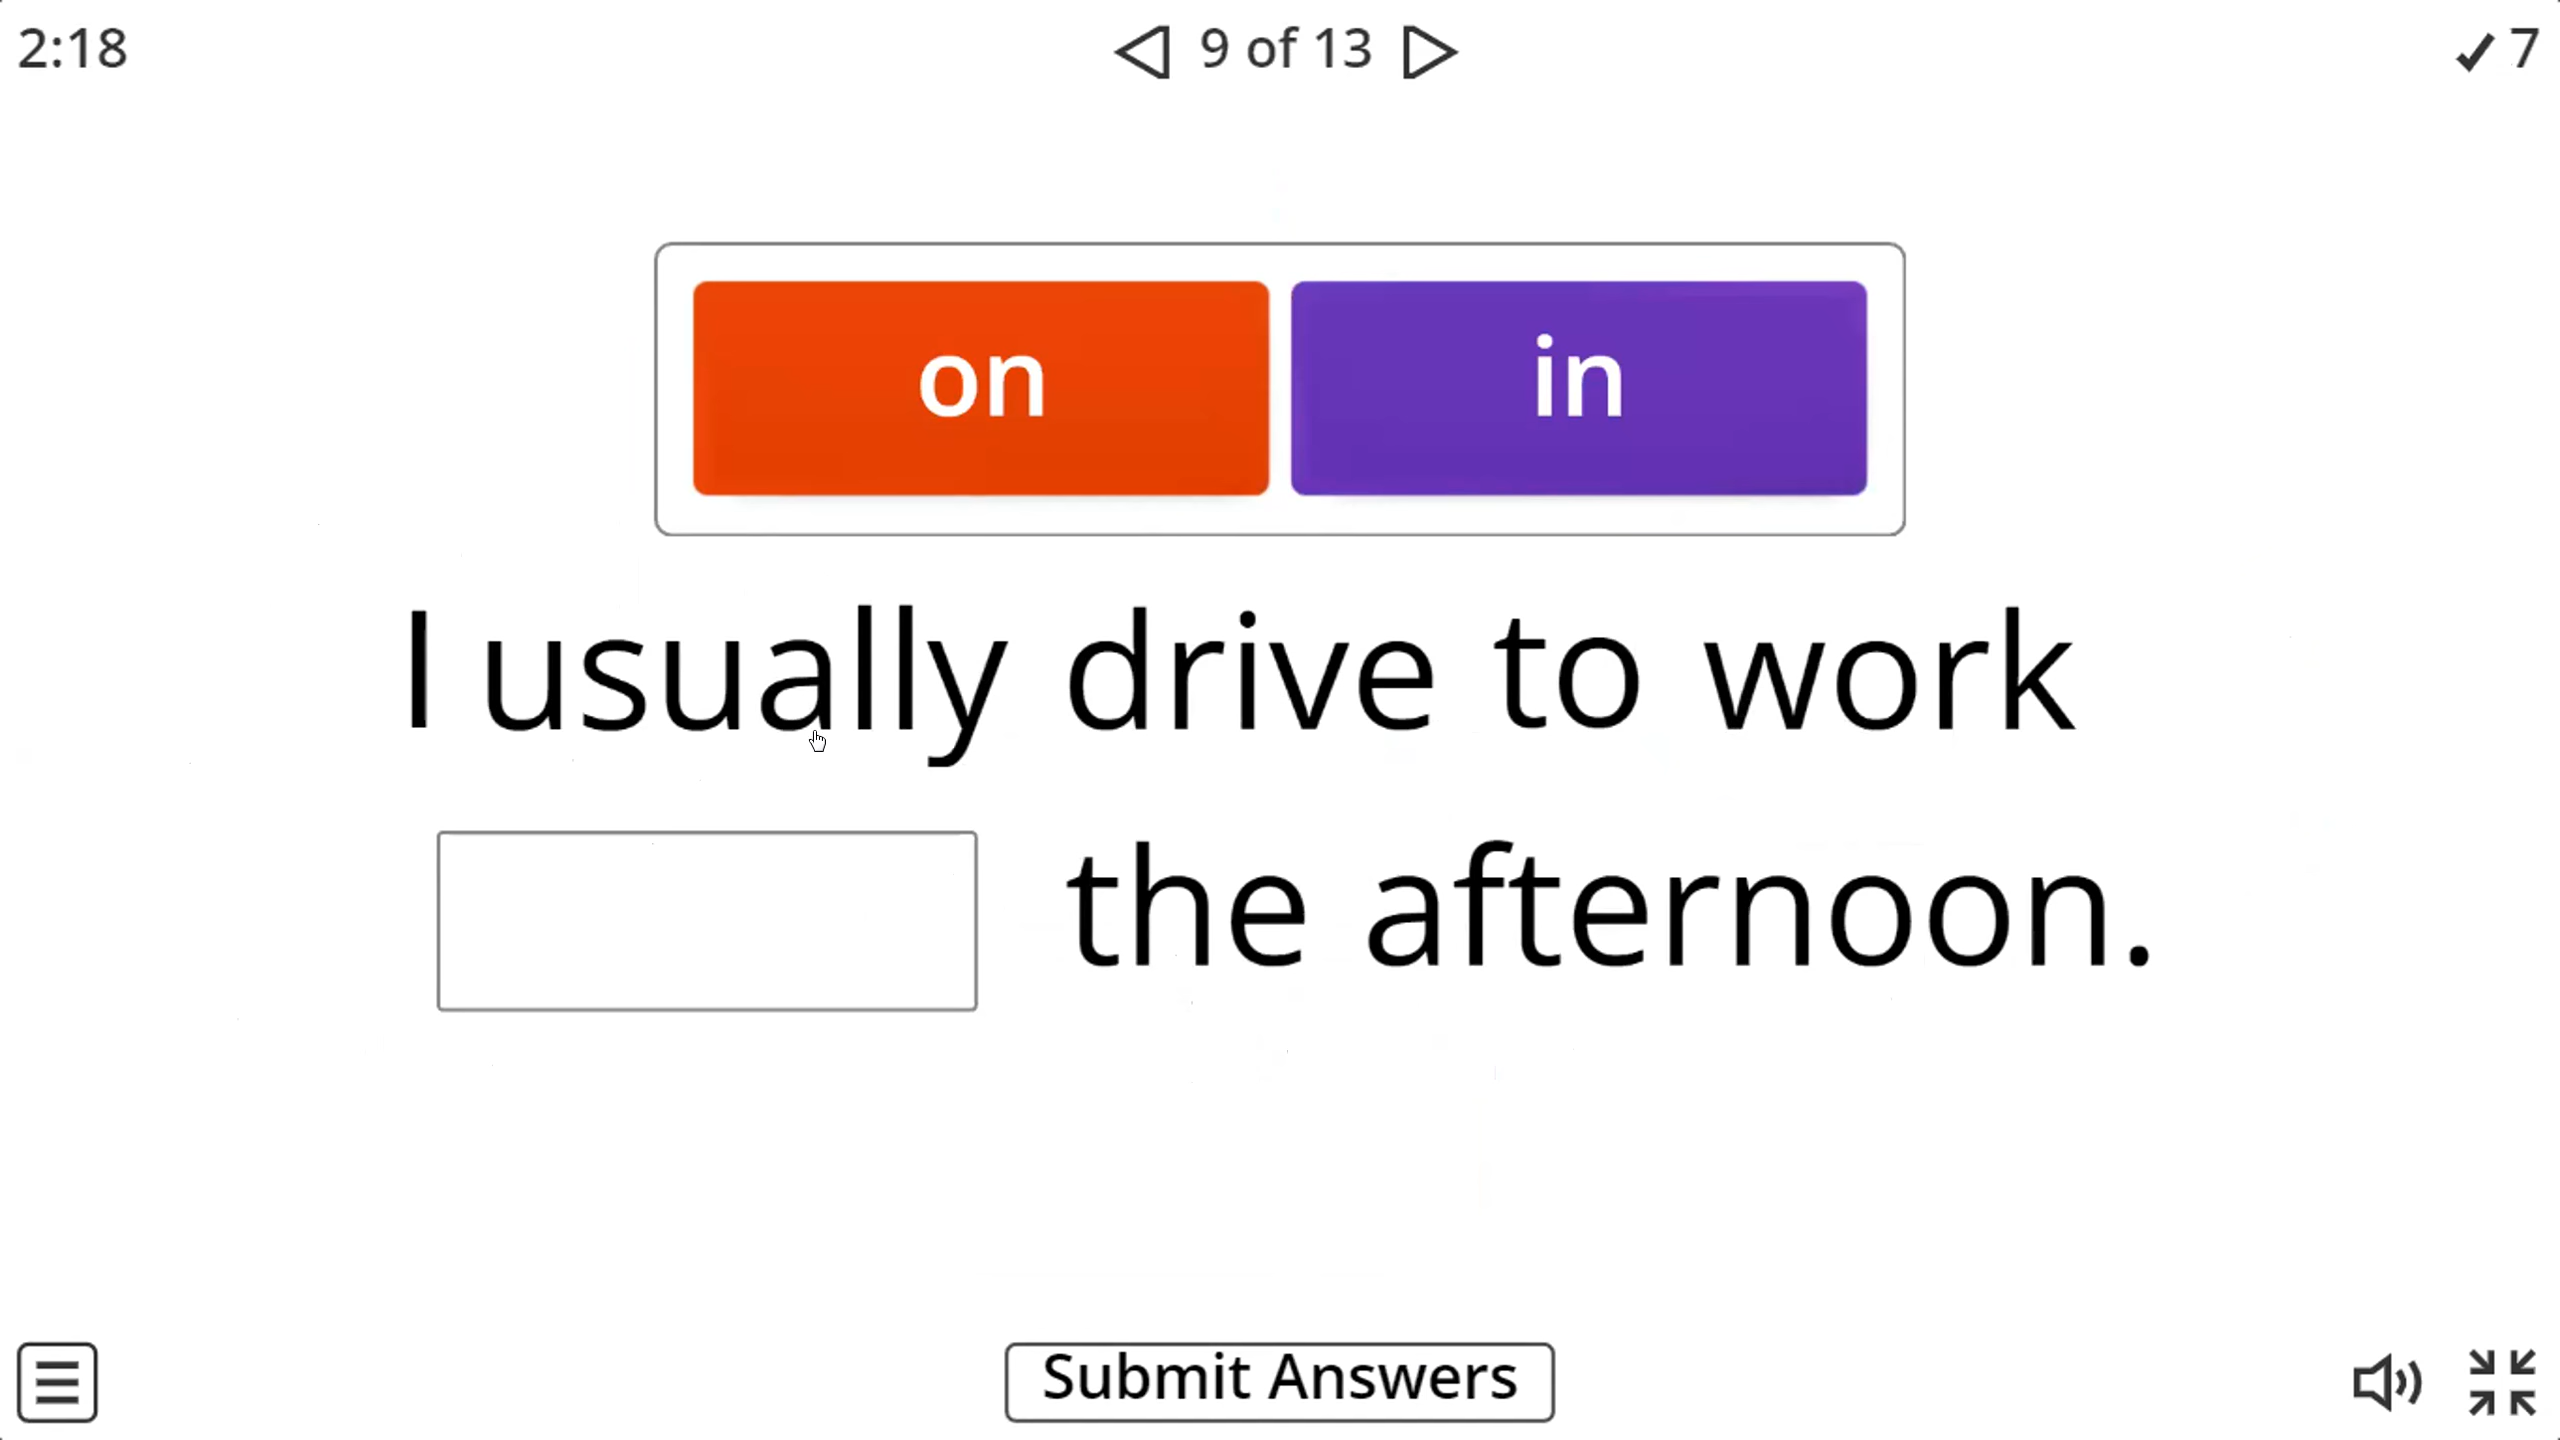 2:18
9 of 13
7
on
in
I usually drive to work
the afternoon.
Submit Answers